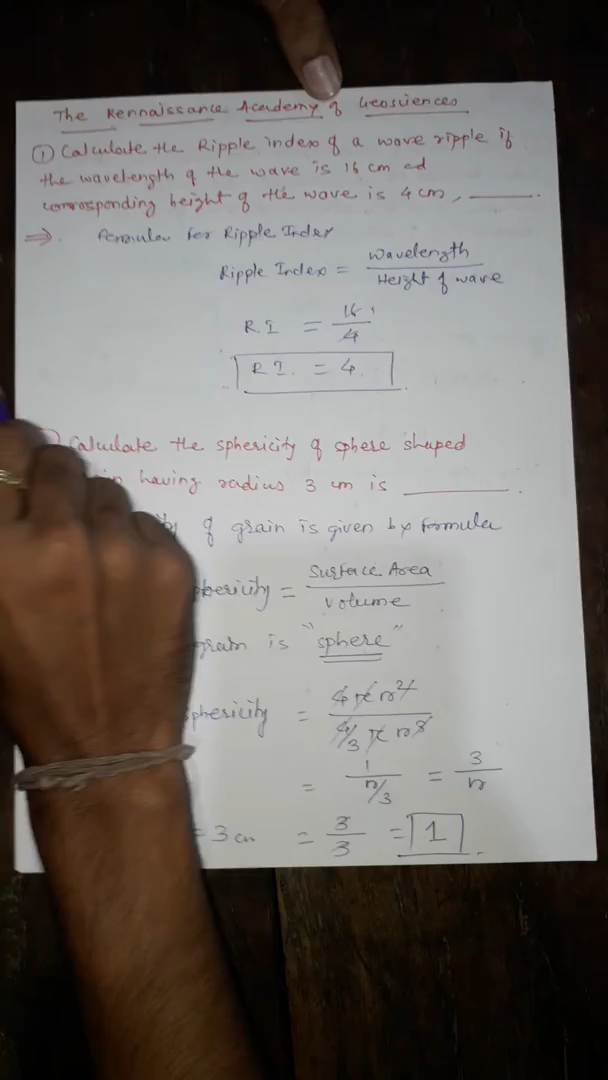 The Rennaissance Academy of Geosciences
① Calculate the Ripple index of a wave ripple if
the wavelength of the wave is 16 cm ad
corrosponding height of the wave is 4 cm, ______.
⇒. Formula for Ripple Index
Ripple Index = Wavelength / Height of wave
R.I = 16 / 4
R.I. = 4.
Calculate the sphericity of sphere shaped
having radius 3 cm is ______.
of grain is given by formula
= Surface Area / volume
grain is "sphere"
= 4πr² / 4/3 πr³
= 1 / r/3 = 3 / r
= 3 cm = 3 / 3 = 1.